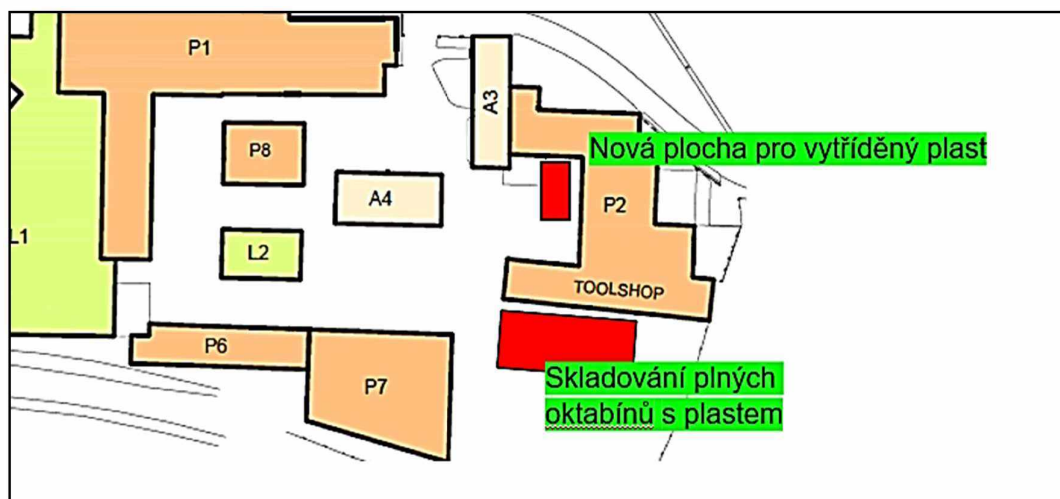 P1
A3
P8
Nová plocha pro vytříděný plast
A4
P2
L1
L2
TOOLSHOP
P6
P7
Skladování plných
oktabínů s plastem